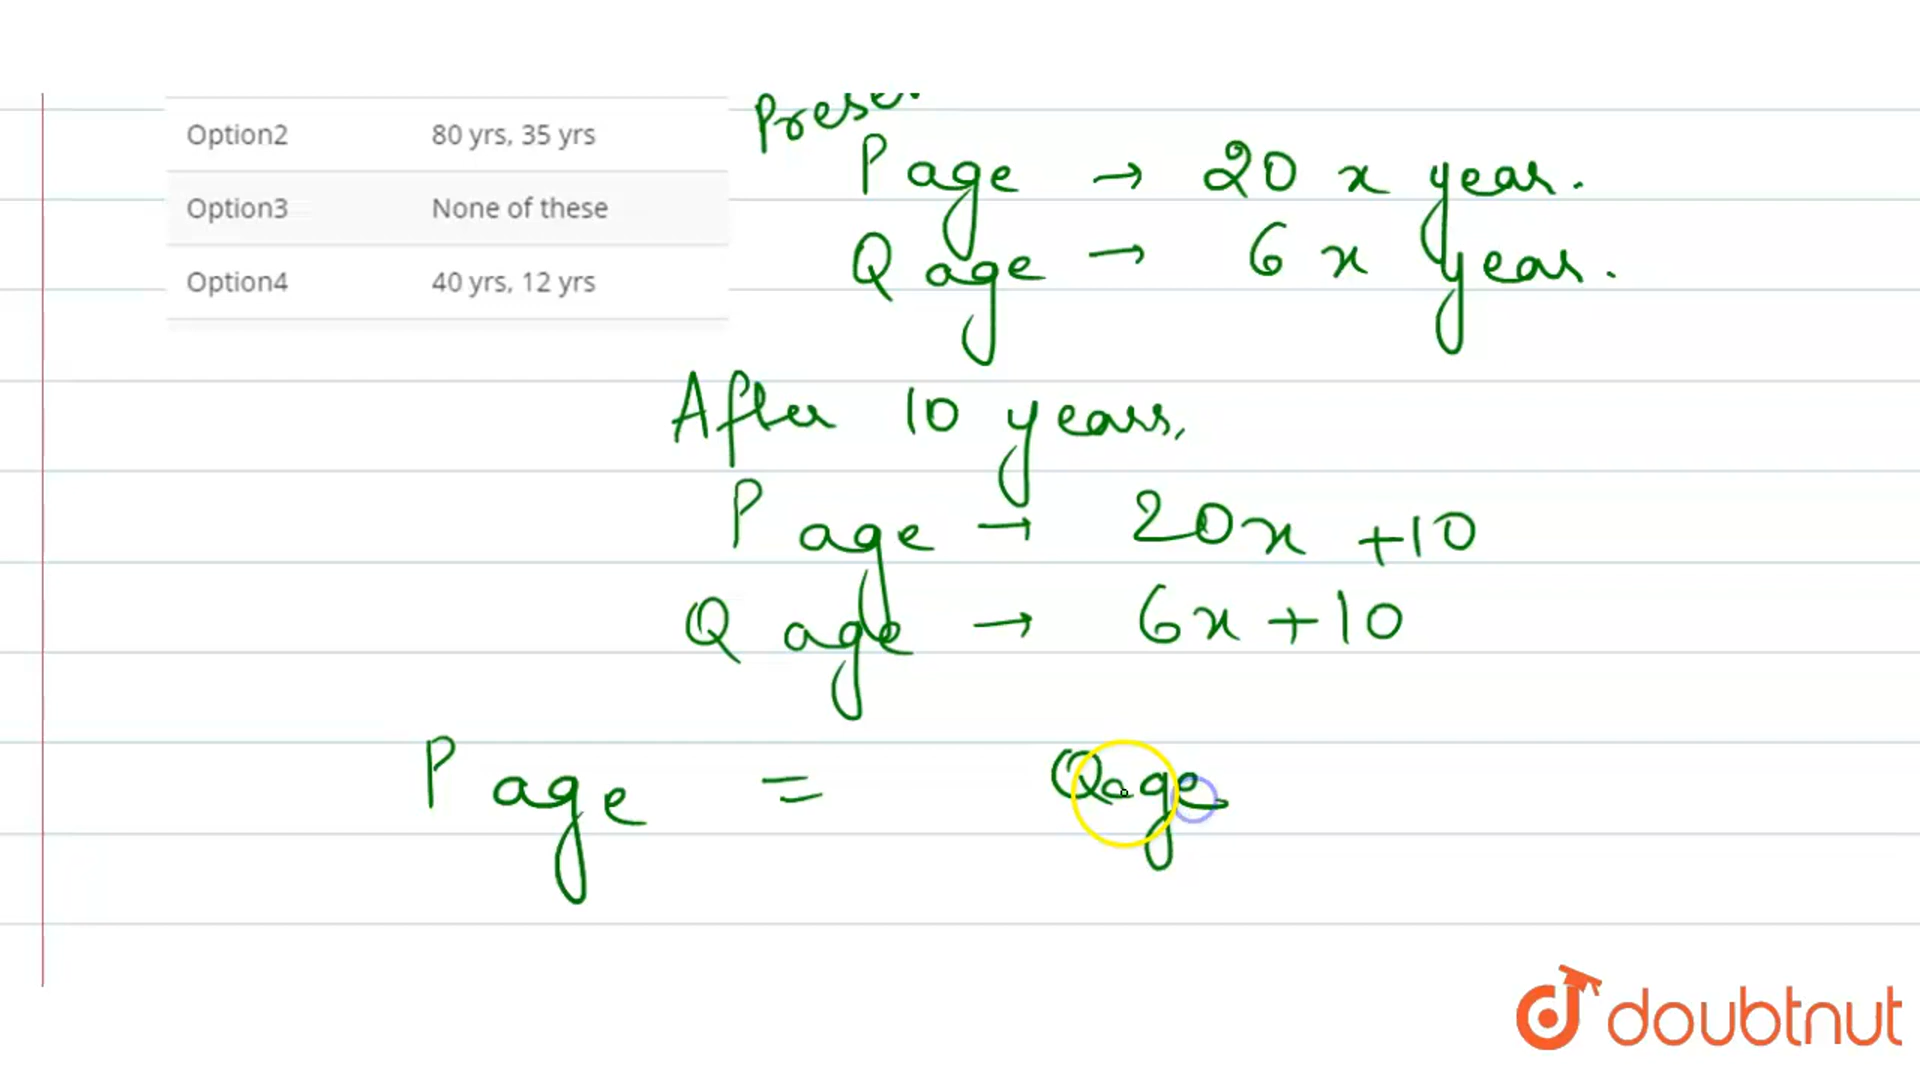 Option2 80 yrs, 35 yrs
Option3 None of these
Option4 40 yrs, 12 yrs
P age → 20 x year.
Q age → 6 x year.
After 10 years,
P age → 20x +10
Q age → 6x+10
P age = Qage
doubtnut